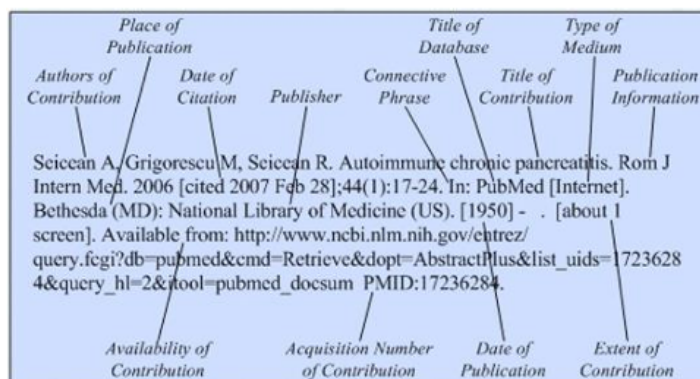 Place of
Publication
Title of
Database
Type of
Medium
Authors of
Contribution
Date of
Citation
Publisher
Connective
Phrase
Title of
Contribution
Publication
Information
Seicean A, Grigorescu M, Seicean R. Autoimmune chronic pancreatitis. Rom J
Intern Med. 2006 [cited 2007 Feb 28];44(1):17-24. In: PubMed [Internet].
Bethesda (MD): National Library of Medicine (US). [1950] -   . [about 1
screen]. Available from: http://www.ncbi.nlm.nih.gov/entrez/
query.fcgi?db=pubmed&cmd=Retrieve&dopt=AbstractPlus&list_uids=1723628
4&query_hl=2&itool=pubmed_docsum  PMID:17236284.
Availability of
Contribution
Acquisition Number
of Contribution
Date of
Publication
Extent of
Contribution